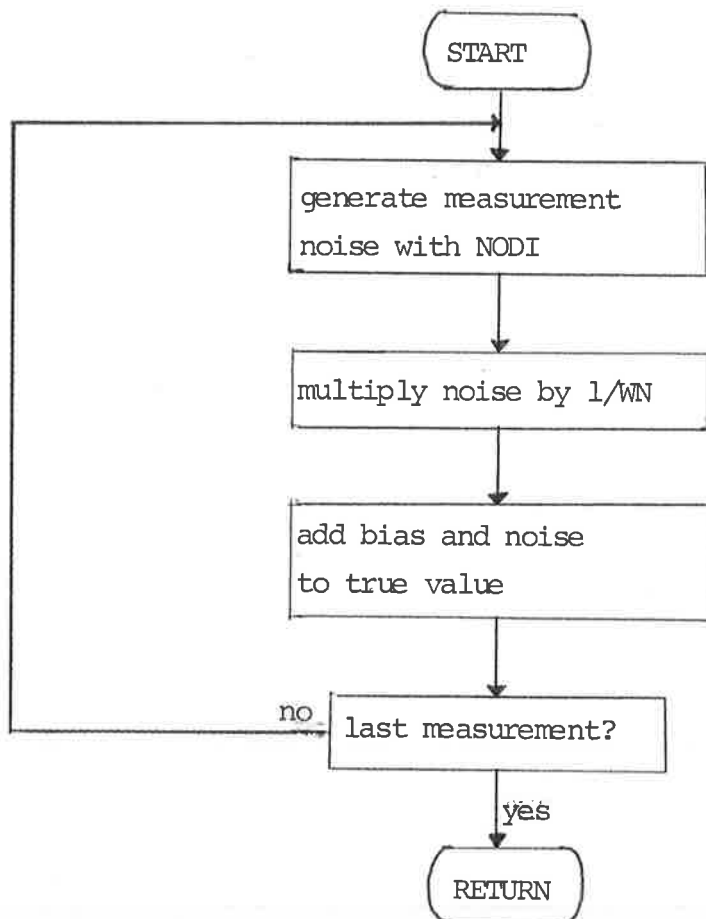 START
generate measurement
noise with NODI
multiply noise by 1/WN
add bias and noise
to true value
no
last measurement?
yes
RETURN